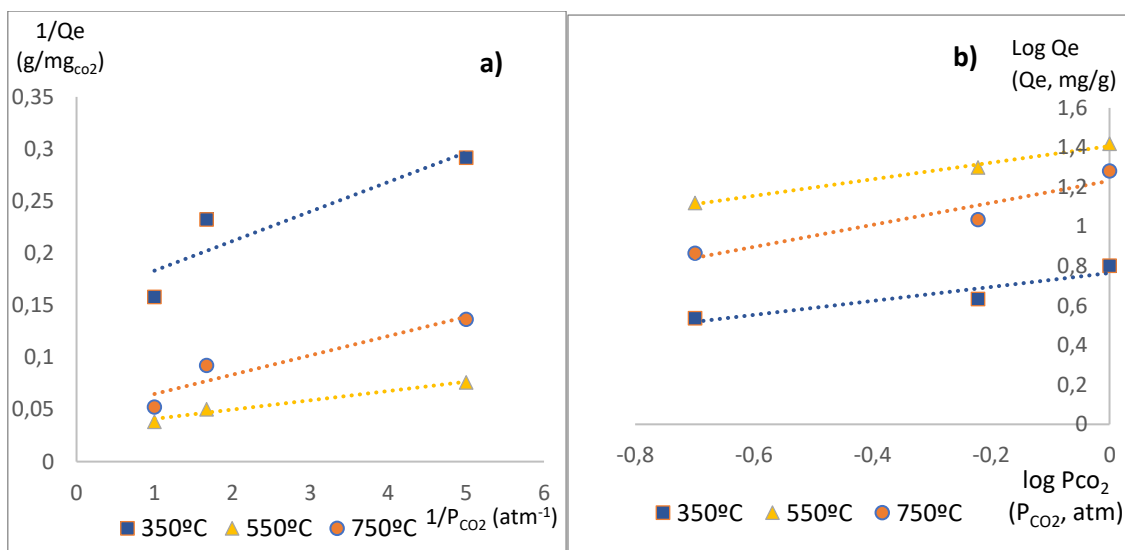 1/Qe
(g/mgco2)
a)
0,35
0,3
0,25
0,2
0,15
0,1
0,05
0
0 1 2 3 4 5 6
1/PCO2 (atm-1)
350ºC 550ºC 750ºC
b)
Log Qe
(Qe, mg/g)
1,6
1,4
1,2
1
0,8
0,6
0,4
0,2
0
-0,8 -0,6 -0,4 -0,2 0
log Pco2
(PCO2, atm)
350ºC 550ºC 750ºC